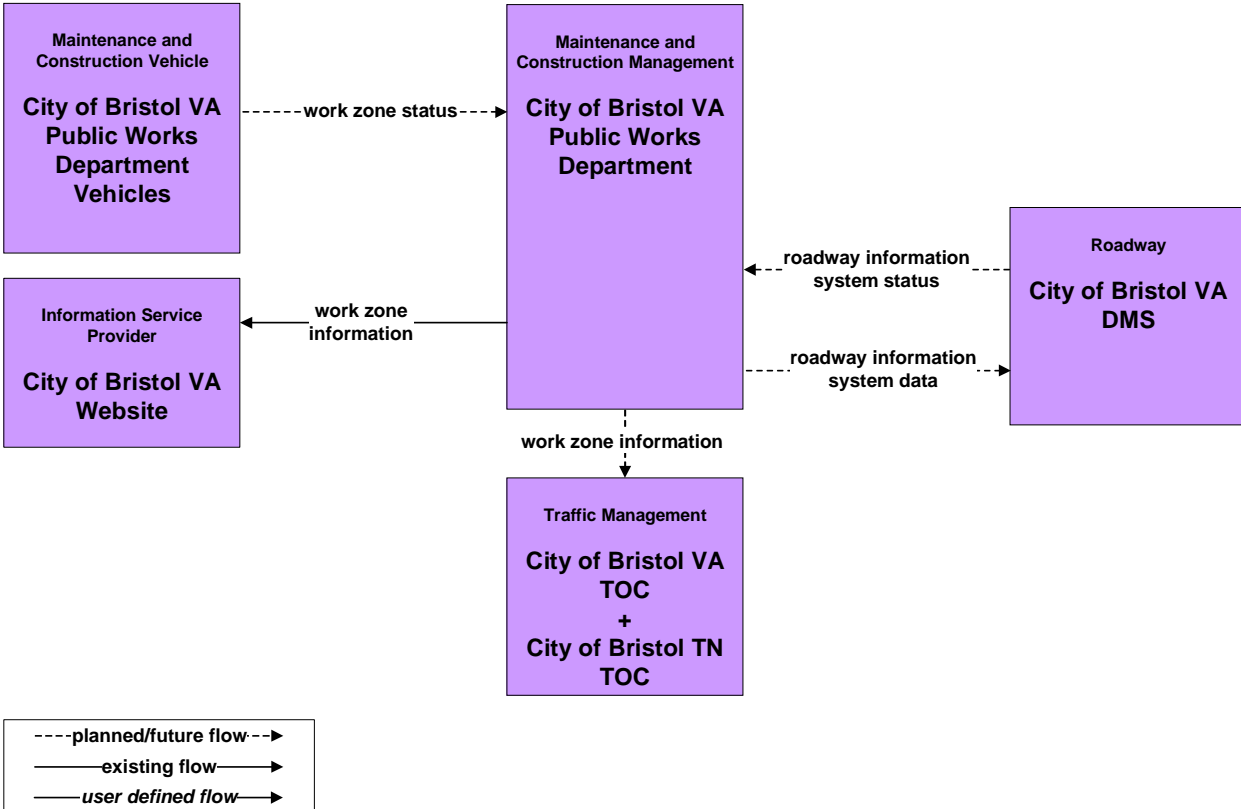 Maintenance and
Construction Vehicle
City of Bristol VA
Public Works
Department
Vehicles
work zone status
Maintenance and
Construction Management
City of Bristol VA
Public Works
Department
roadway information
system status
roadway information
system data
Roadway
City of Bristol VA
DMS
Information Service
Provider
City of Bristol VA
Website
work zone
information
work zone information
Traffic Management
City of Bristol VA
TOC
+
City of Bristol TN
TOC
planned/future flow
existing flow
user defined flow